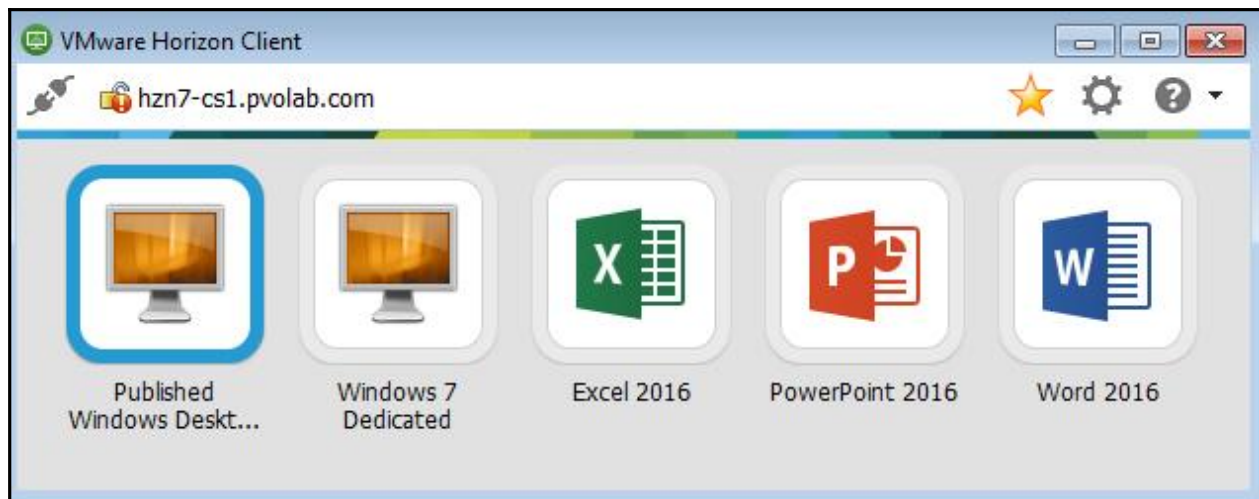 VMware Horizon Client
hzn7-cs1.pvolab.com
Published
Windows Deskt...
Windows 7
Dedicated
Excel 2016
PowerPoint 2016
Word 2016